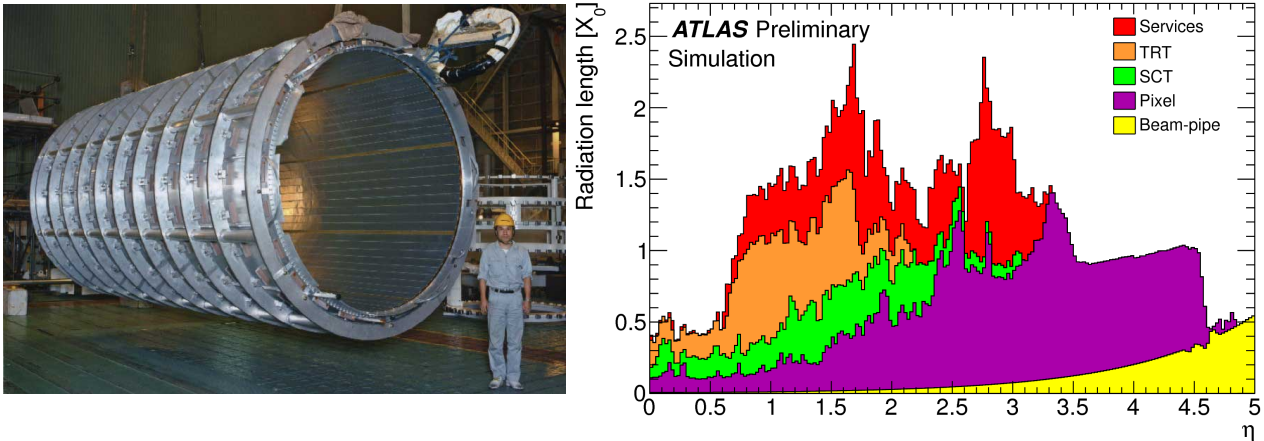 Radiation length [X0]
ATLAS Preliminary
Simulation
Services
TRT
SCT
Pixel
Beam-pipe
2.5
2
1.5
1
0.5
0
0 0.5 1 1.5 2 2.5 3 3.5 4 4.5 5
η